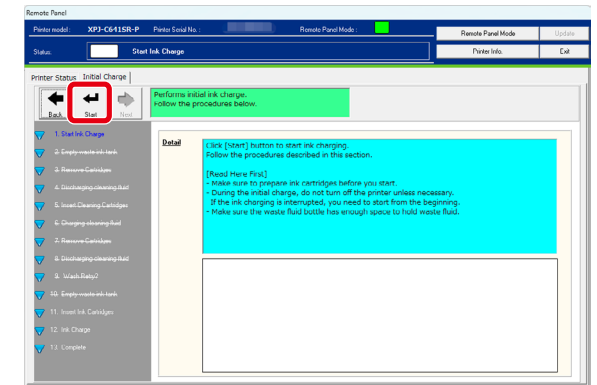 Remote Panel
Printer model : XPJ-C641SR-P Printer Serial No. : Remote Panel Mode :
Remote Panel Mode Update
Status: Start Ink Charge
Printer Info. Exit
Printer Status Initial Charge
Back Start Next
Performs initial ink charge.
Follow the procedures below.
1. Start Ink Charge
2. Empty waste ink tank
3. Remove Cartridges
4. Discharging cleaning fluid
5. Insert Cleaning Cartridges
6. Charging cleaning fluid
7. Remove Cartridges
8. Discharging cleaning fluid
9. Wash Retry?
10. Empty waste ink tank
11. Insert Ink Cartridges
12. Ink Charge
13. Complete
Detail
Click [Start] button to start ink charging.
Follow the procedures described in this section.
[Read Here First]
- Make sure to prepare ink cartridges before you start.
- During the initial charge, do not turn off the printer unless necessary.
If the ink charging is interrupted, you need to start from the beginning.
- Make sure the waste fluid bottle has enough space to hold waste fluid.